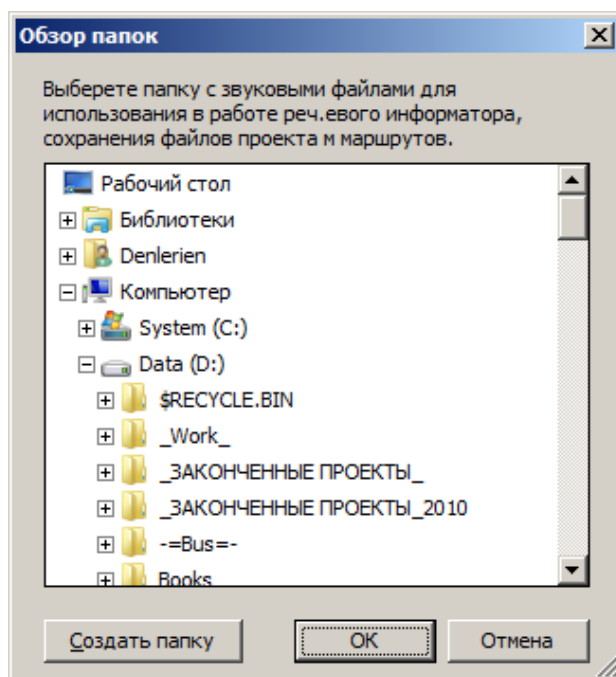 Обзор папок
Выберете папку с звуковыми файлами для
использования в работе реч.евого информатора,
сохранения файлов проекта м маршрутов.
Рабочий стол
Библиотеки
Denlerien
Компьютер
System (C:)
Data (D:)
$RECYCLE.BIN
_Work_
_ЗАКОНЧЕННЫЕ ПРОЕКТЫ_
_ЗАКОНЧЕННЫЕ ПРОЕКТЫ_2010
-=Bus=-
Books
Создать папку ОК Отмена